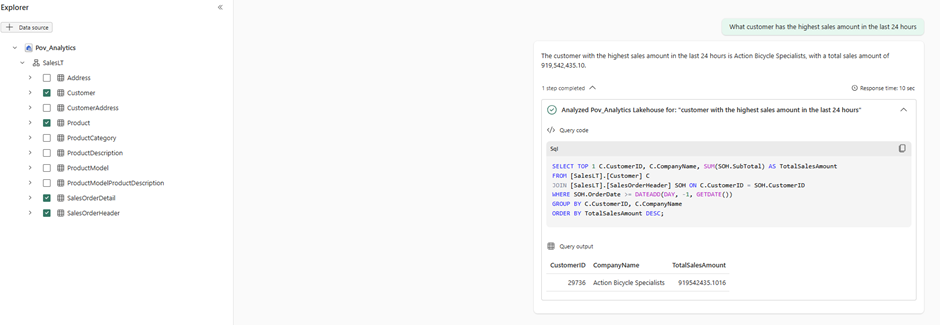 Explorer
Data source
Pov_Analytics
SalesLT
Address
Customer
CustomerAddress
Product
ProductCategory
ProductDescription
ProductModel
ProductModelProductDescription
SalesOrderDetail
SalesOrderHeader
What customer has the highest sales amount in the last 24 hours
The customer with the highest sales amount in the last 24 hours is Action Bicycle Specialists, with a total sales amount of
919,542,435.10.
1 step completed Response time: 10 sec
Analyzed Pov_Analytics Lakehouse for: "customer with the highest sales amount in the last 24 hours"
</> Query code
Sql
SELECT TOP 1 C.CustomerID, C.CompanyName, SUM(SOH.SubTotal) AS TotalSalesAmount
FROM [SalesLT].[Customer] C
JOIN [SalesLT].[SalesOrderHeader] SOH ON C.CustomerID = SOH.CustomerID
WHERE SOH.OrderDate >= DATEADD(DAY, -1, GETDATE())
GROUP BY C.CustomerID, C.CompanyName
ORDER BY TotalSalesAmount DESC;
Query output
CustomerID CompanyName TotalSalesAmount
29736 Action Bicycle Specialists 919542435.1016